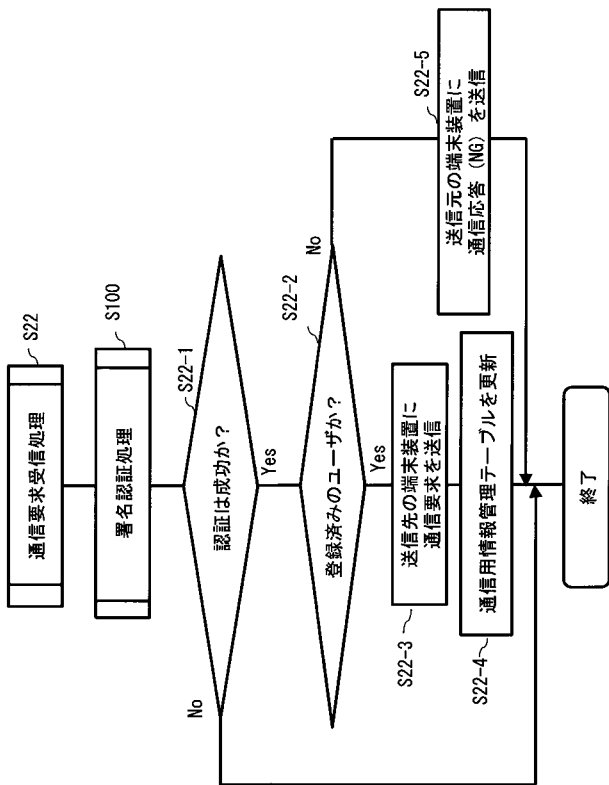 通信要求受信処理
S22
署名認証処理
S100
認証は成功か?
S22-1
No
Yes
登録済みのユーザか?
S22-2
No
Yes
送信先の端末装置に
通信要求を送信
S22-3
送信元の端末装置に
通信応答 (NG) を送信
S22-5
通信用情報管理テーブルを更新
S22-4
終了